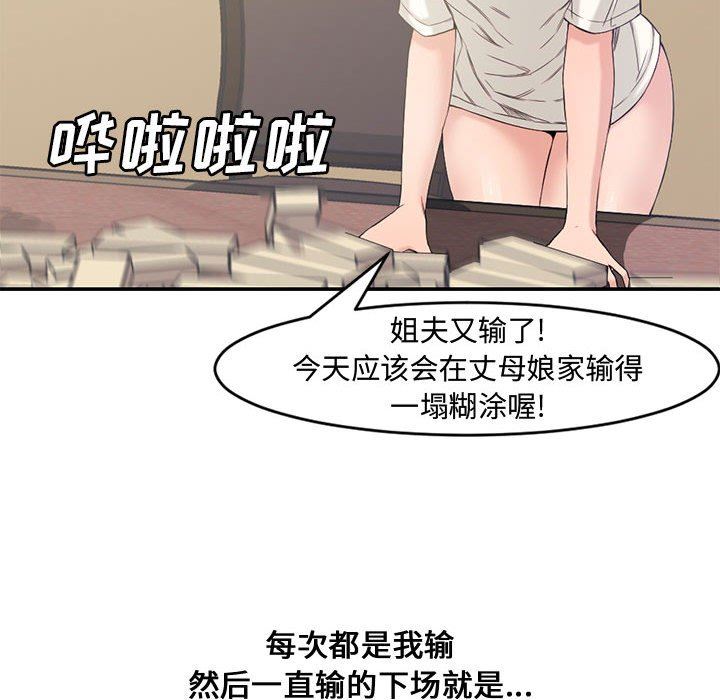 哗啦啦啦
姐夫又输了!
今天应该会在丈母娘家输得
一塌糊涂喔!
每次都是我输
然后一直输的下场就是...